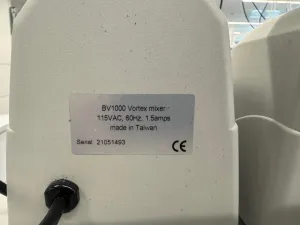 BV1000 Vortex mixer
115VAC, 60Hz, 1.5amps
made in Taiwan
Serial: 21051493
CE